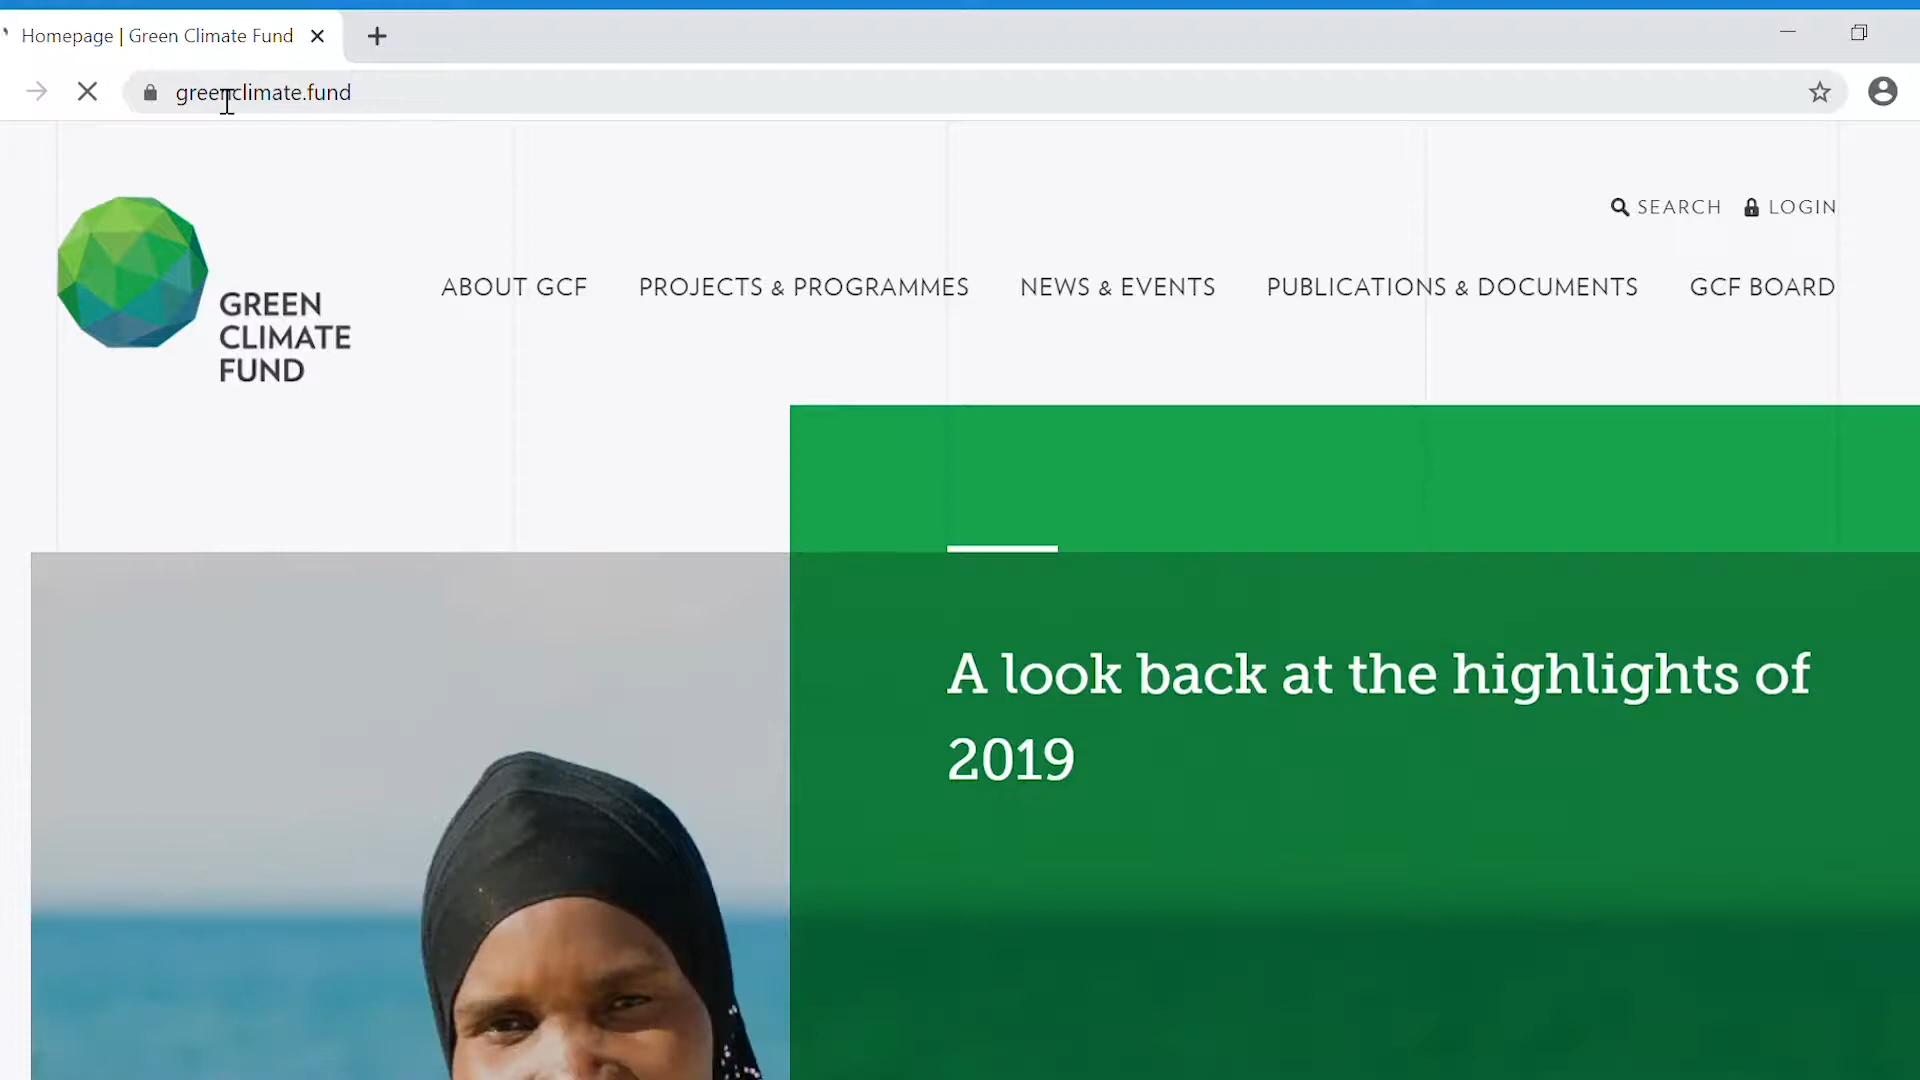 Homepage | Green Climate Fund
greenclimate.fund
SEARCH LOGIN
GREEN
CLIMATE
FUND
ABOUT GCF PROJECTS & PROGRAMMES NEWS & EVENTS PUBLICATIONS & DOCUMENTS GCF BOARD
A look back at the highlights of
2019